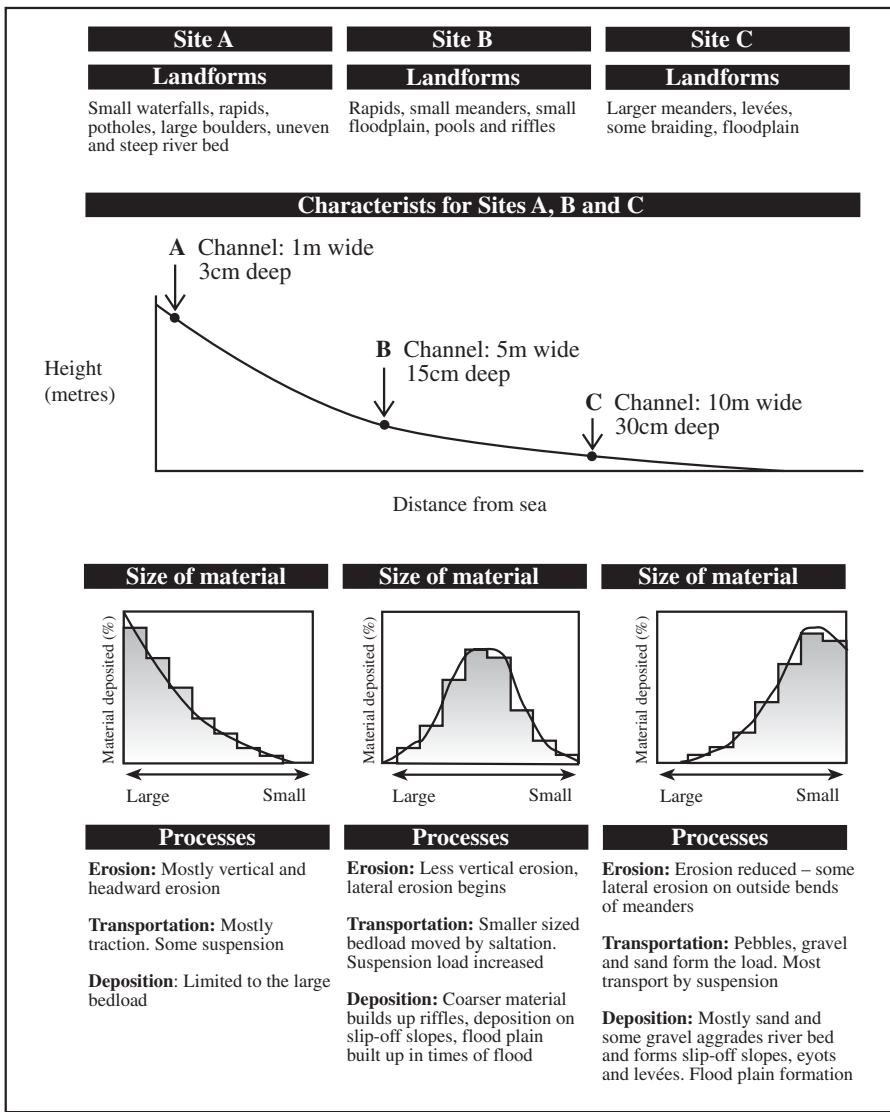 Site A
Landforms
Small waterfalls, rapids,
potholes, large boulders, uneven
and steep river bed
Site B
Landforms
Rapids, small meanders, small
floodplain, pools and riffles
Site C
Landforms
Larger meanders, levées,
some braiding, floodplain
Characterists for Sites A, B and C
A Channel: 1m wide
3cm deep
B Channel: 5m wide
15cm deep
C Channel: 10m wide
30cm deep
Height
(metres)
Distance from sea
Size of material
Material deposited (%)
Large Small
Size of material
Material deposited (%)
Large Small
Size of material
Material deposited (%)
Large Small
Processes
Erosion: Mostly vertical and
headward erosion
Transportation: Mostly
traction. Some suspension
Deposition: Limited to the large
bedload
Processes
Erosion: Less vertical erosion,
lateral erosion begins
Transportation: Smaller sized
bedload moved by saltation.
Suspension load increased
Deposition: Coarser material
builds up riffles, deposition on
slip-off slopes, flood plain
built up in times of flood
Processes
Erosion: Erosion reduced – some
lateral erosion on outside bends
of meanders
Transportation: Pebbles, gravel
and sand form the load. Most
transport by suspension
Deposition: Mostly sand and
some gravel aggrades river bed
and forms slip-off slopes, eyots
and levées. Flood plain formation